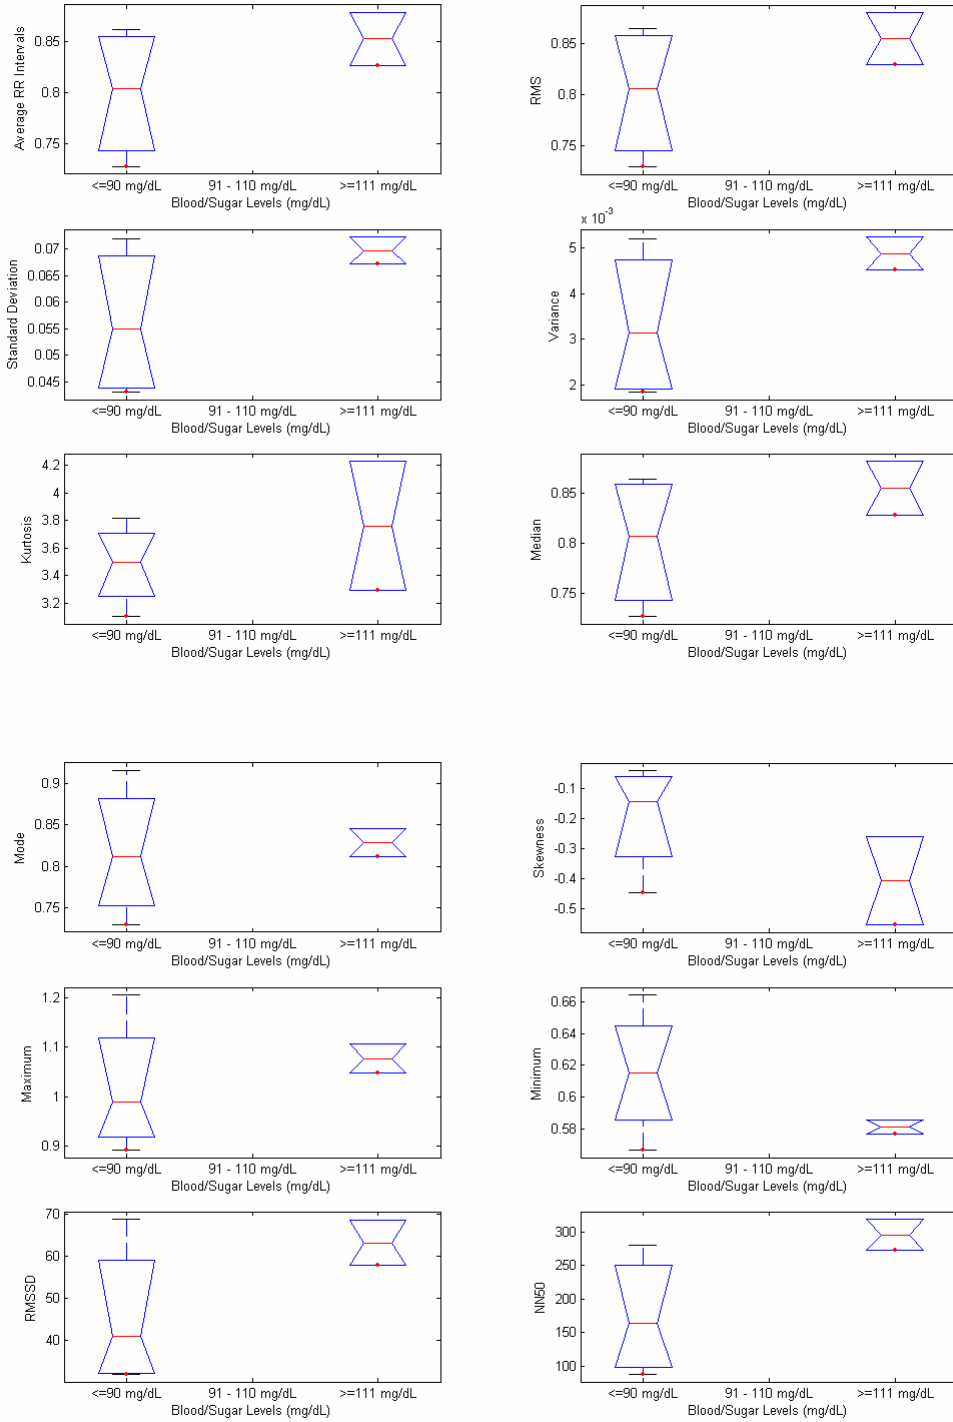 Average RR Intervals
0.85
0.8
0.75
<=90 mg/dL 91 - 110 mg/dL >=111 mg/dL
Blood/Sugar Levels (mg/dL)
RMS
0.85
0.8
0.75
<=90 mg/dL 91 - 110 mg/dL >=111 mg/dL
Blood/Sugar Levels (mg/dL)
Standard Deviation
0.07
0.065
0.06
0.055
0.05
0.045
<=90 mg/dL 91 - 110 mg/dL >=111 mg/dL
Blood/Sugar Levels (mg/dL)
x 10^-3
Variance
5
4
3
2
<=90 mg/dL 91 - 110 mg/dL >=111 mg/dL
Blood/Sugar Levels (mg/dL)
Kurtosis
4.2
4
3.8
3.6
3.4
3.2
<=90 mg/dL 91 - 110 mg/dL >=111 mg/dL
Blood/Sugar Levels (mg/dL)
Median
0.85
0.8
0.75
<=90 mg/dL 91 - 110 mg/dL >=111 mg/dL
Blood/Sugar Levels (mg/dL)
Mode
0.9
0.85
0.8
0.75
<=90 mg/dL 91 - 110 mg/dL >=111 mg/dL
Blood/Sugar Levels (mg/dL)
Skewness
-0.1
-0.2
-0.3
-0.4
-0.5
<=90 mg/dL 91 - 110 mg/dL >=111 mg/dL
Blood/Sugar Levels (mg/dL)
Maximum
1.2
1.1
1
0.9
<=90 mg/dL 91 - 110 mg/dL >=111 mg/dL
Blood/Sugar Levels (mg/dL)
Minimum
0.66
0.64
0.62
0.6
0.58
<=90 mg/dL 91 - 110 mg/dL >=111 mg/dL
Blood/Sugar Levels (mg/dL)
RMSSD
70
60
50
40
<=90 mg/dL 91 - 110 mg/dL >=111 mg/dL
Blood/Sugar Levels (mg/dL)
NN50
300
250
200
150
100
<=90 mg/dL 91 - 110 mg/dL >=111 mg/dL
Blood/Sugar Levels (mg/dL)